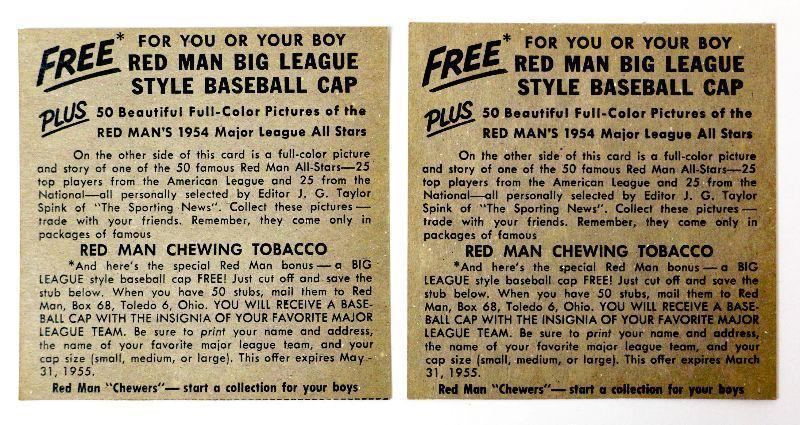 FREE* FOR YOU OR YOUR BOY
RED MAN BIG LEAGUE
STYLE BASEBALL CAP
PLUS 50 Beautiful Full-Color Pictures of the
RED MAN'S 1954 Major League All Stars
On the other side of this card is a full-color picture
and story of one of the 50 famous Red Man All-Stars—25
top players from the American League and 25 from the
National—all personally selected by Editor J. G. Taylor
Spink of "The Sporting News". Collect these pictures—
trade with your friends. Remember, they come only in
packages of famous
RED MAN CHEWING TOBACCO
*And here's the special Red Man bonus—a BIG
LEAGUE style baseball cap FREE! Just cut off and save the
stub below. When you have 50 stubs, mail them to Red
Man, Box 68, Toledo 6, Ohio. YOU WILL RECEIVE A BASE-
BALL CAP WITH THE INSIGNIA OF YOUR FAVORITE MAJOR
LEAGUE TEAM. Be sure to print your name and address,
the name of your favorite major league team, and your
cap size (small, medium, or large). This offer expires May
31, 1955.
Red Man "Chewers"—start a collection for your boys
FREE* FOR YOU OR YOUR BOY
RED MAN BIG LEAGUE
STYLE BASEBALL CAP
PLUS 50 Beautiful Full-Color Pictures of the
RED MAN'S 1954 Major League All Stars
On the other side of this card is a full-color picture
and story of one of the 50 famous Red Man All-Stars—25
top players from the American League and 25 from the
National—all personally selected by Editor J. G. Taylor
Spink of "The Sporting News". Collect these pictures—
trade with your friends. Remember, they come only in
packages of famous
RED MAN CHEWING TOBACCO
*And here's the special Red Man bonus—a BIG
LEAGUE style baseball cap FREE! Just cut off and save the
stub below. When you have 50 stubs, mail them to Red
Man, Box 68, Toledo 6, Ohio. YOU WILL RECEIVE A BASE-
BALL CAP WITH THE INSIGNIA OF YOUR FAVORITE MAJOR
LEAGUE TEAM. Be sure to print your name and address,
the name of your favorite major league team, and your
cap size (small, medium, or large). This offer expires March
31, 1955.
Red Man "Chewers"—start a collection for your boys